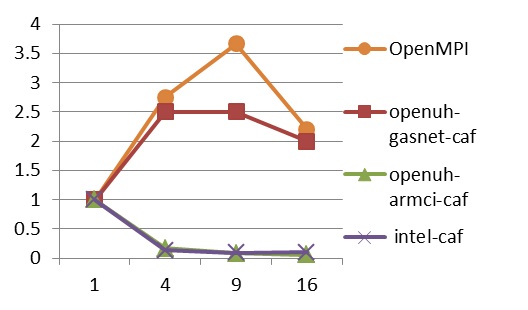 4
3.5
3
2.5
2
1.5
1
0.5
0
1 4 9 16
OpenMPI
openuh-
gasnet-caf
openuh-
armci-caf
intel-caf